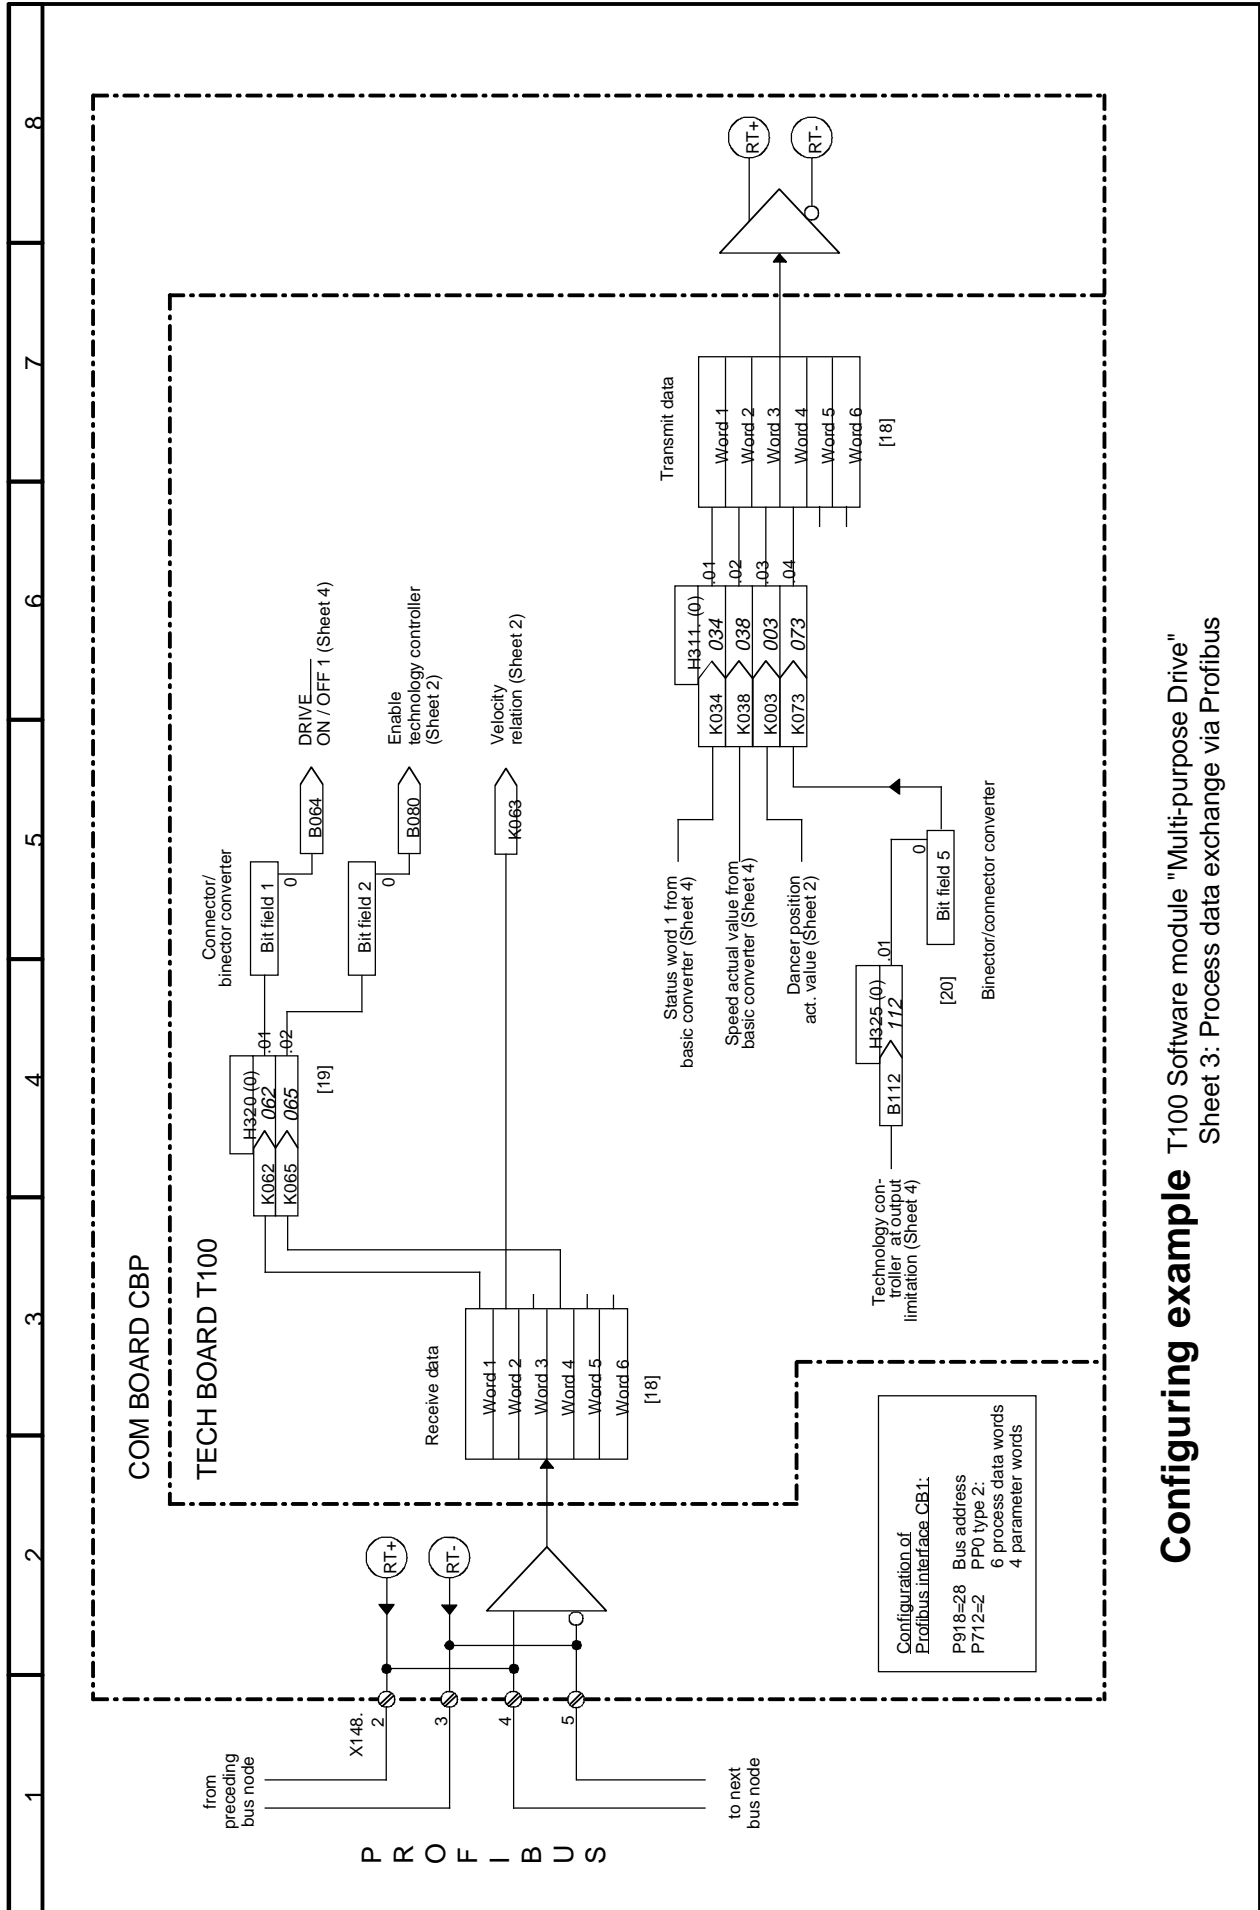 1
2
3
4
5
6
7
8
COM BOARD CBP
TECH BOARD T100
P R O F I B U S
from
preceding
bus node
to next
bus node
X148.
2
3
4
5
RT+
RT-
Configuration of
Profibus interface CB1:
P918=28 Bus address
P712=2 PP0 type 2:
6 process data words
4 parameter words
Receive data
Word 1
Word 2
Word 3
Word 4
Word 5
Word 6
[18]
H320 (0)
K062 062 .01
K065 065 .02
[19]
Connector/
binector converter
Bit field 1
0
Bit field 2
0
B064
DRIVE
ON / OFF 1 (Sheet 4)
B080
Enable
technology controller
(Sheet 2)
K063
Velocity
relation (Sheet 2)
Technology con-
troller at output
limitation (Sheet 4)
H325 (0)
B112 112 .01
[20]
Bit field 5
0
Binector/connector converter
Status word 1 from
basic converter (Sheet 4)
Speed actual value from
basic converter (Sheet 4)
Dancer position
act. value (Sheet 2)
H311. (0)
K034 034 .01
K038 038 .02
K003 003 .03
K073 073 .04
Transmit data
Word 1
Word 2
Word 3
Word 4
Word 5
Word 6
[18]
RT+
RT-
Configuring example T100 Software module "Multi-purpose Drive"
Sheet 3: Process data exchange via Profibus